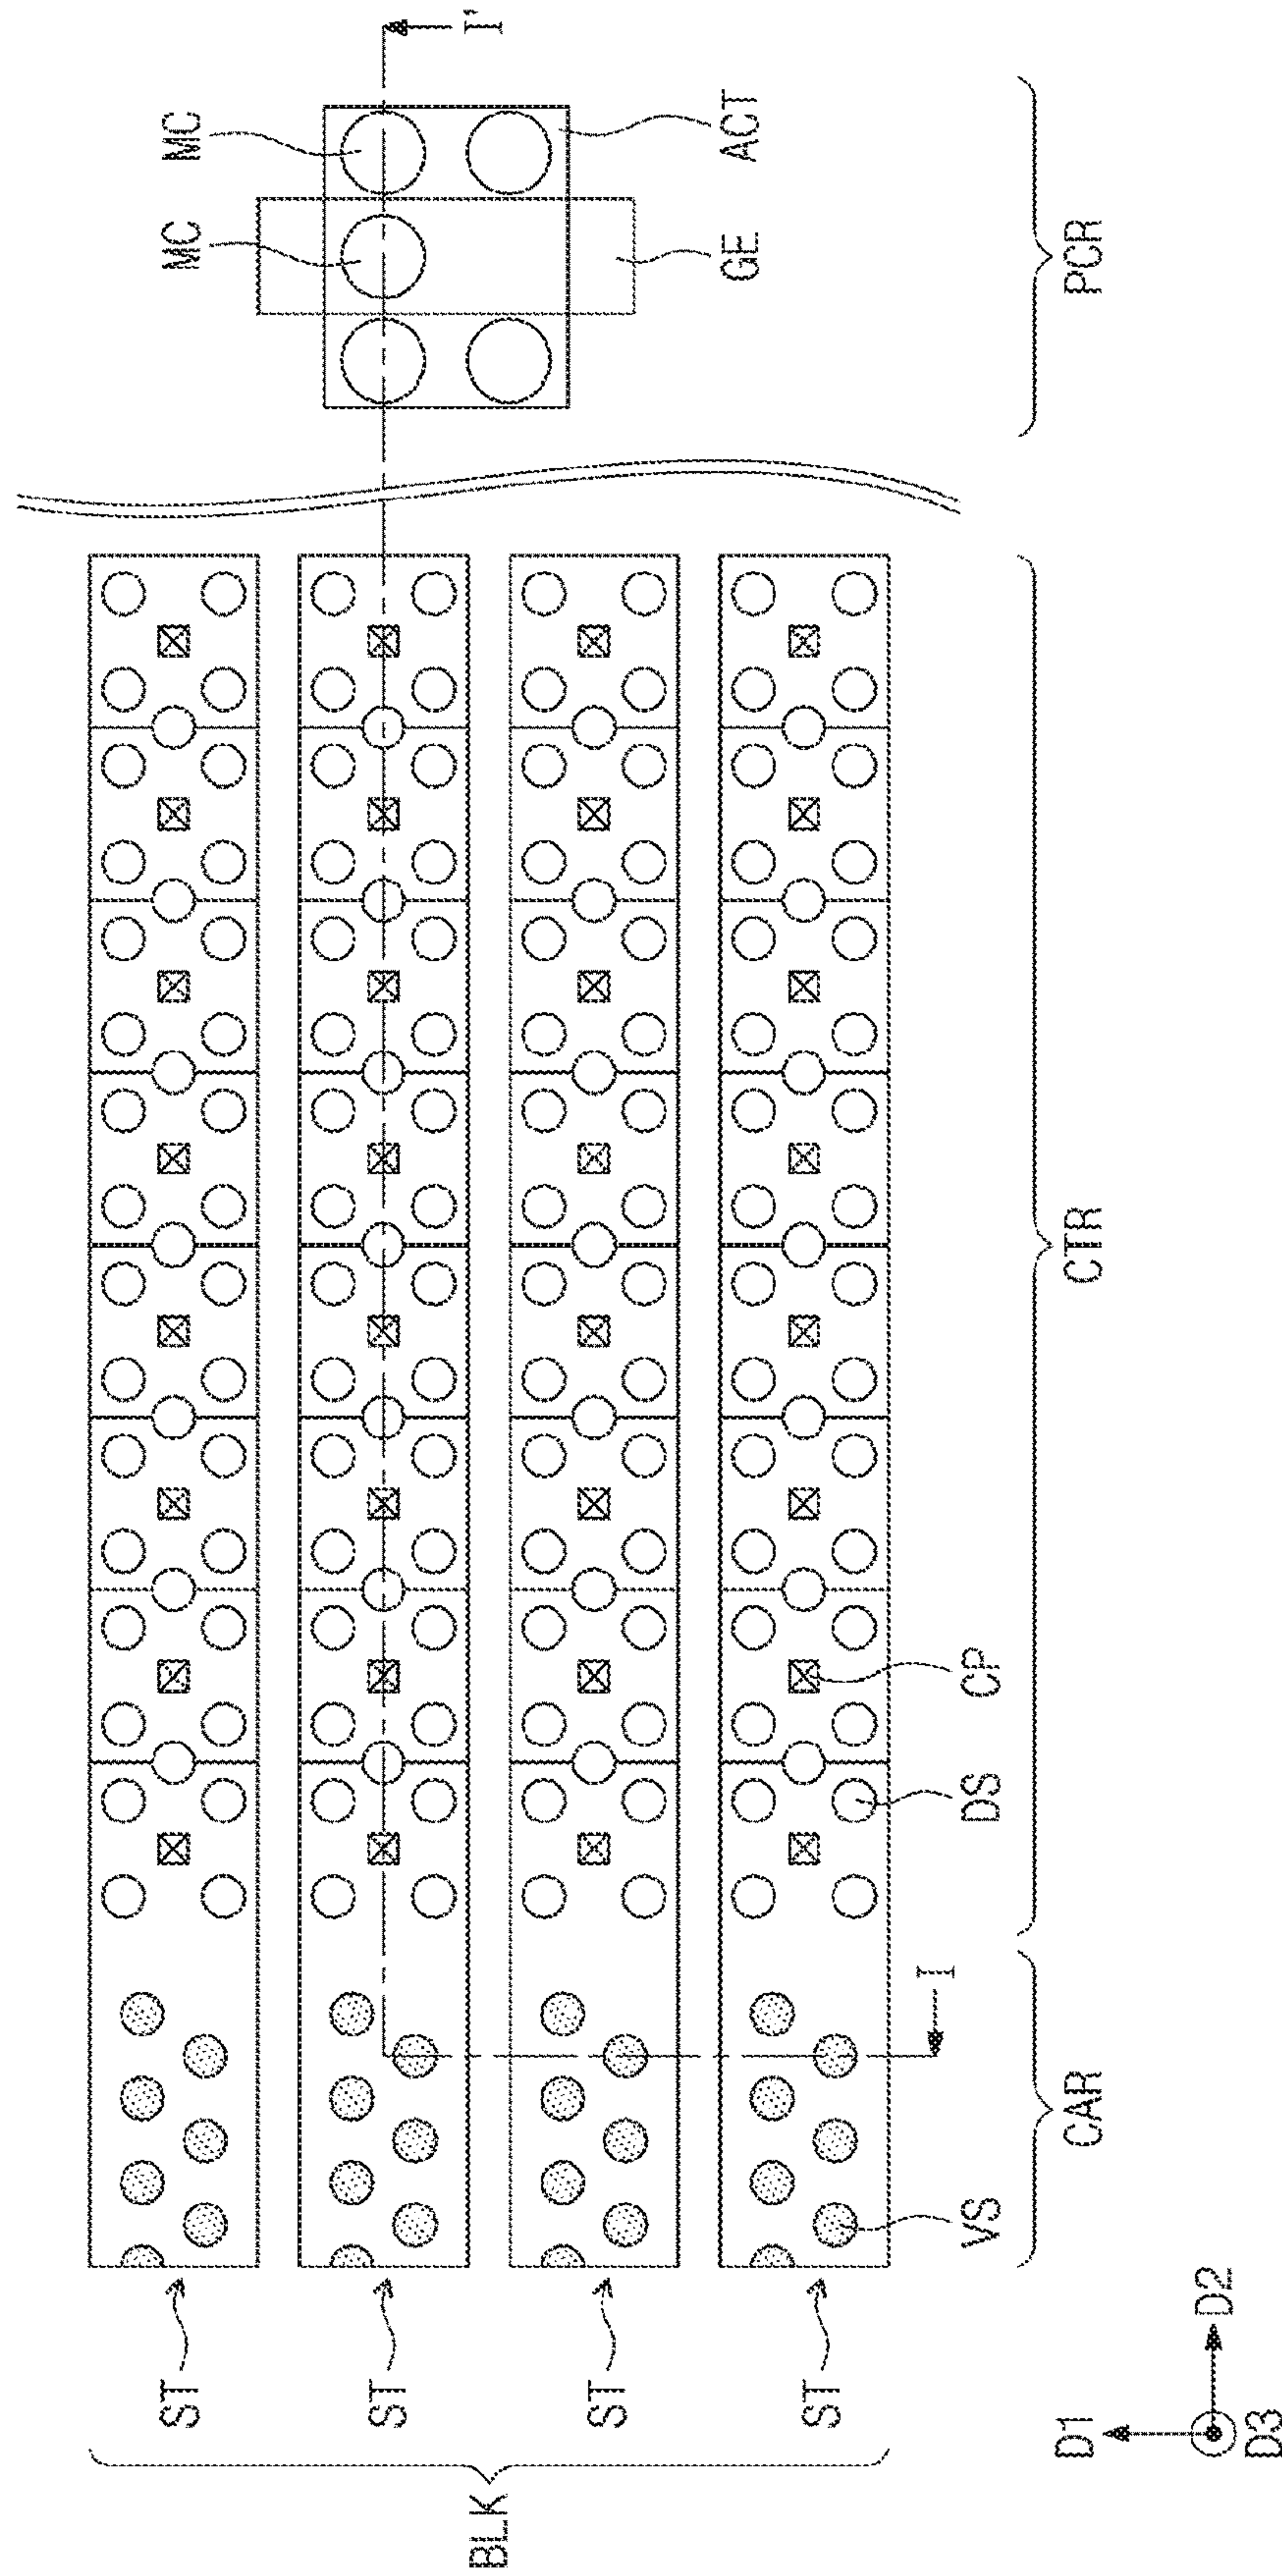 BLK
ST
ST
ST
ST
VS
DS
CP
I
CAR
CTR
MC
MC
GE
ACT
I'
PCR
D1
D2
D3